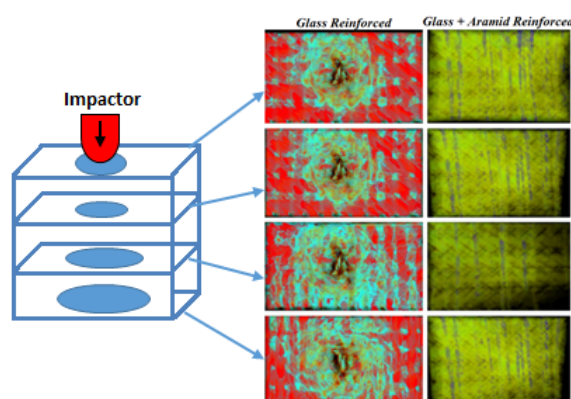 Glass Reinforced
Glass + Aramid Reinforced
Impactor